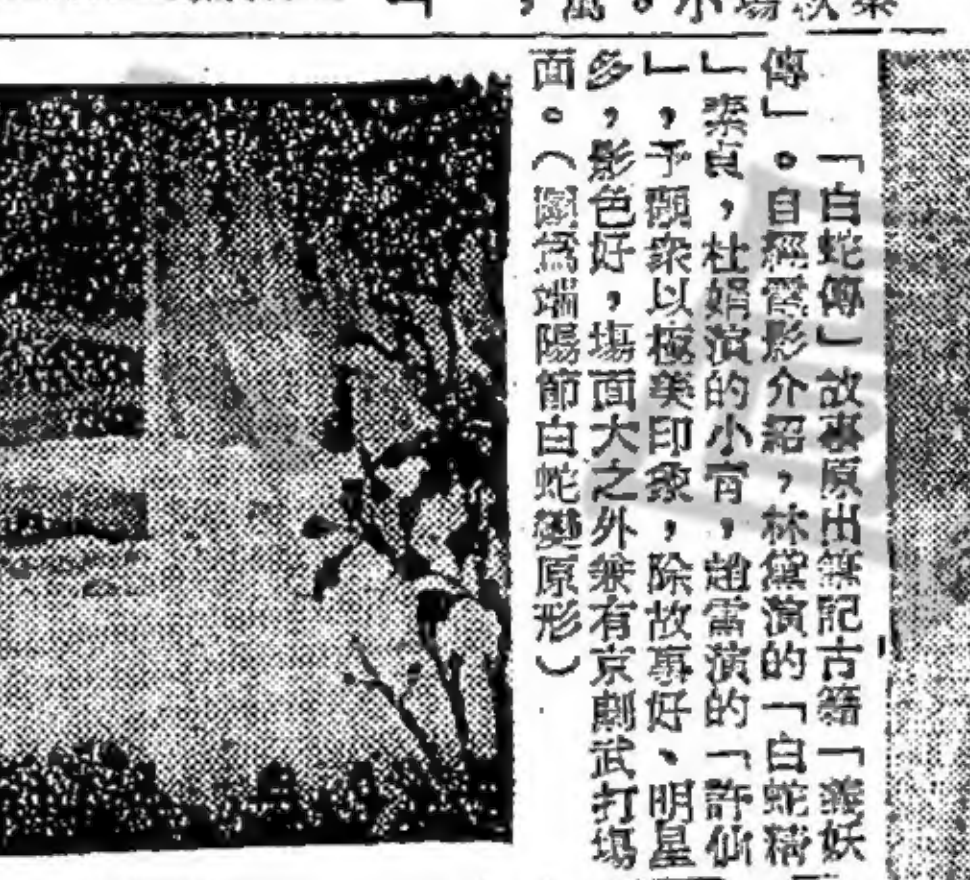 「白蛇傳」故事原出無記古籍「義妖
傳」。自經電影介紹，林黛演的「白蛇精
」素貞，杜娟演的小青，趙雷演的「許仙
」，予觀衆以極美印象，除故事好、明星
多，影色好，場面大之外兼有京劇武打場
面。（圖爲端陽節白蛇變原形）